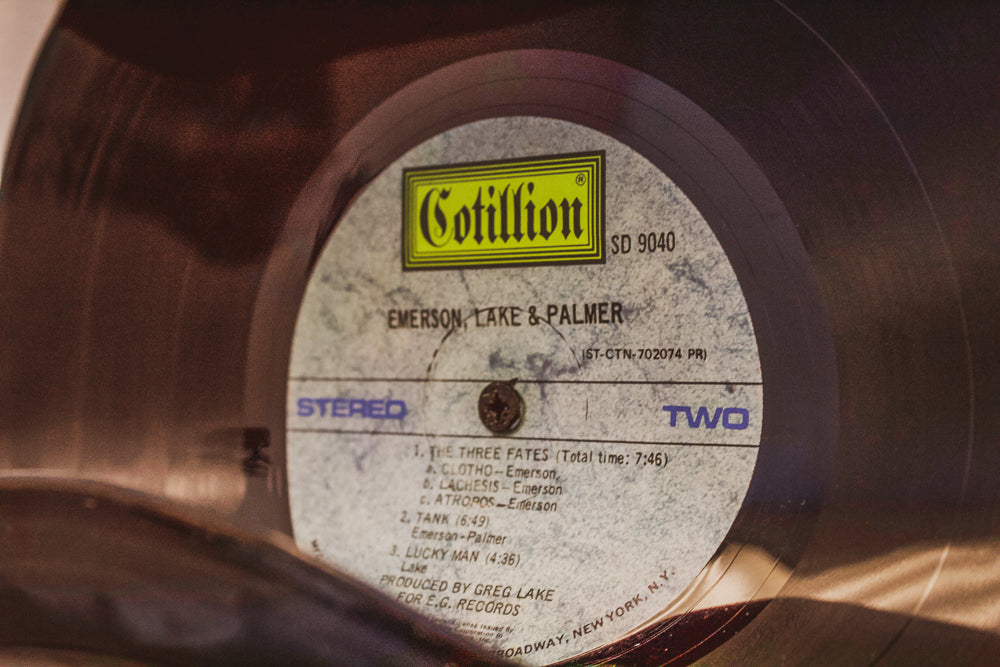 Cotillion®
SD 9040
EMERSON, LAKE & PALMER
(ST-CTN-702074 PR)
STEREO
TWO
1. THE THREE FATES (Total time: 7:46)
a. CLOTHO—Emerson,
b. LACHESIS—Emerson
c. ATROPOS—Emerson
2. TANK (6:49)
Emerson-Palmer
3. LUCKY MAN (4:36)
Lake
PRODUCED BY GREG LAKE
FOR E.G. RECORDS
BROADWAY, NEW YORK, N.Y.